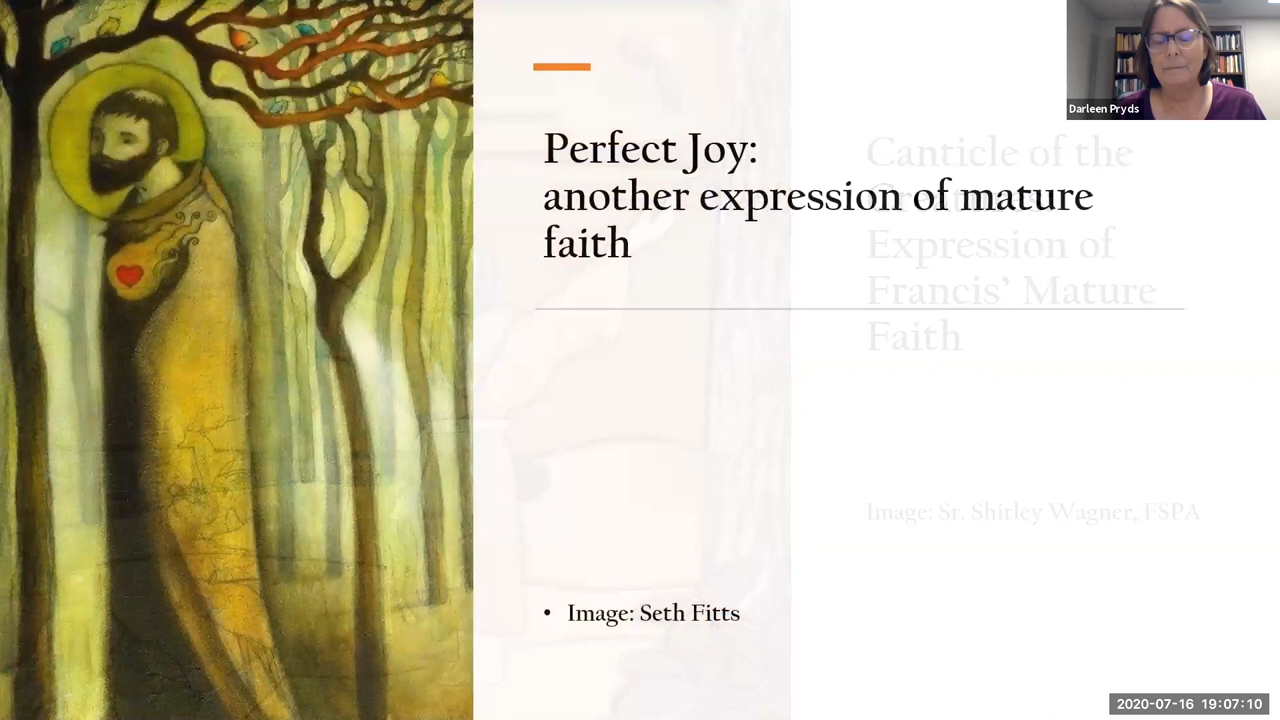 Darleen Pryds
Perfect Joy:
another expression of mature
faith
Canticle of the
Creatures:
Expression of
Francis' Mature
Faith
Image: Sr. Shirley Wagner, FSPA
• Image: Seth Fitts
2020-07-16 19:07:10